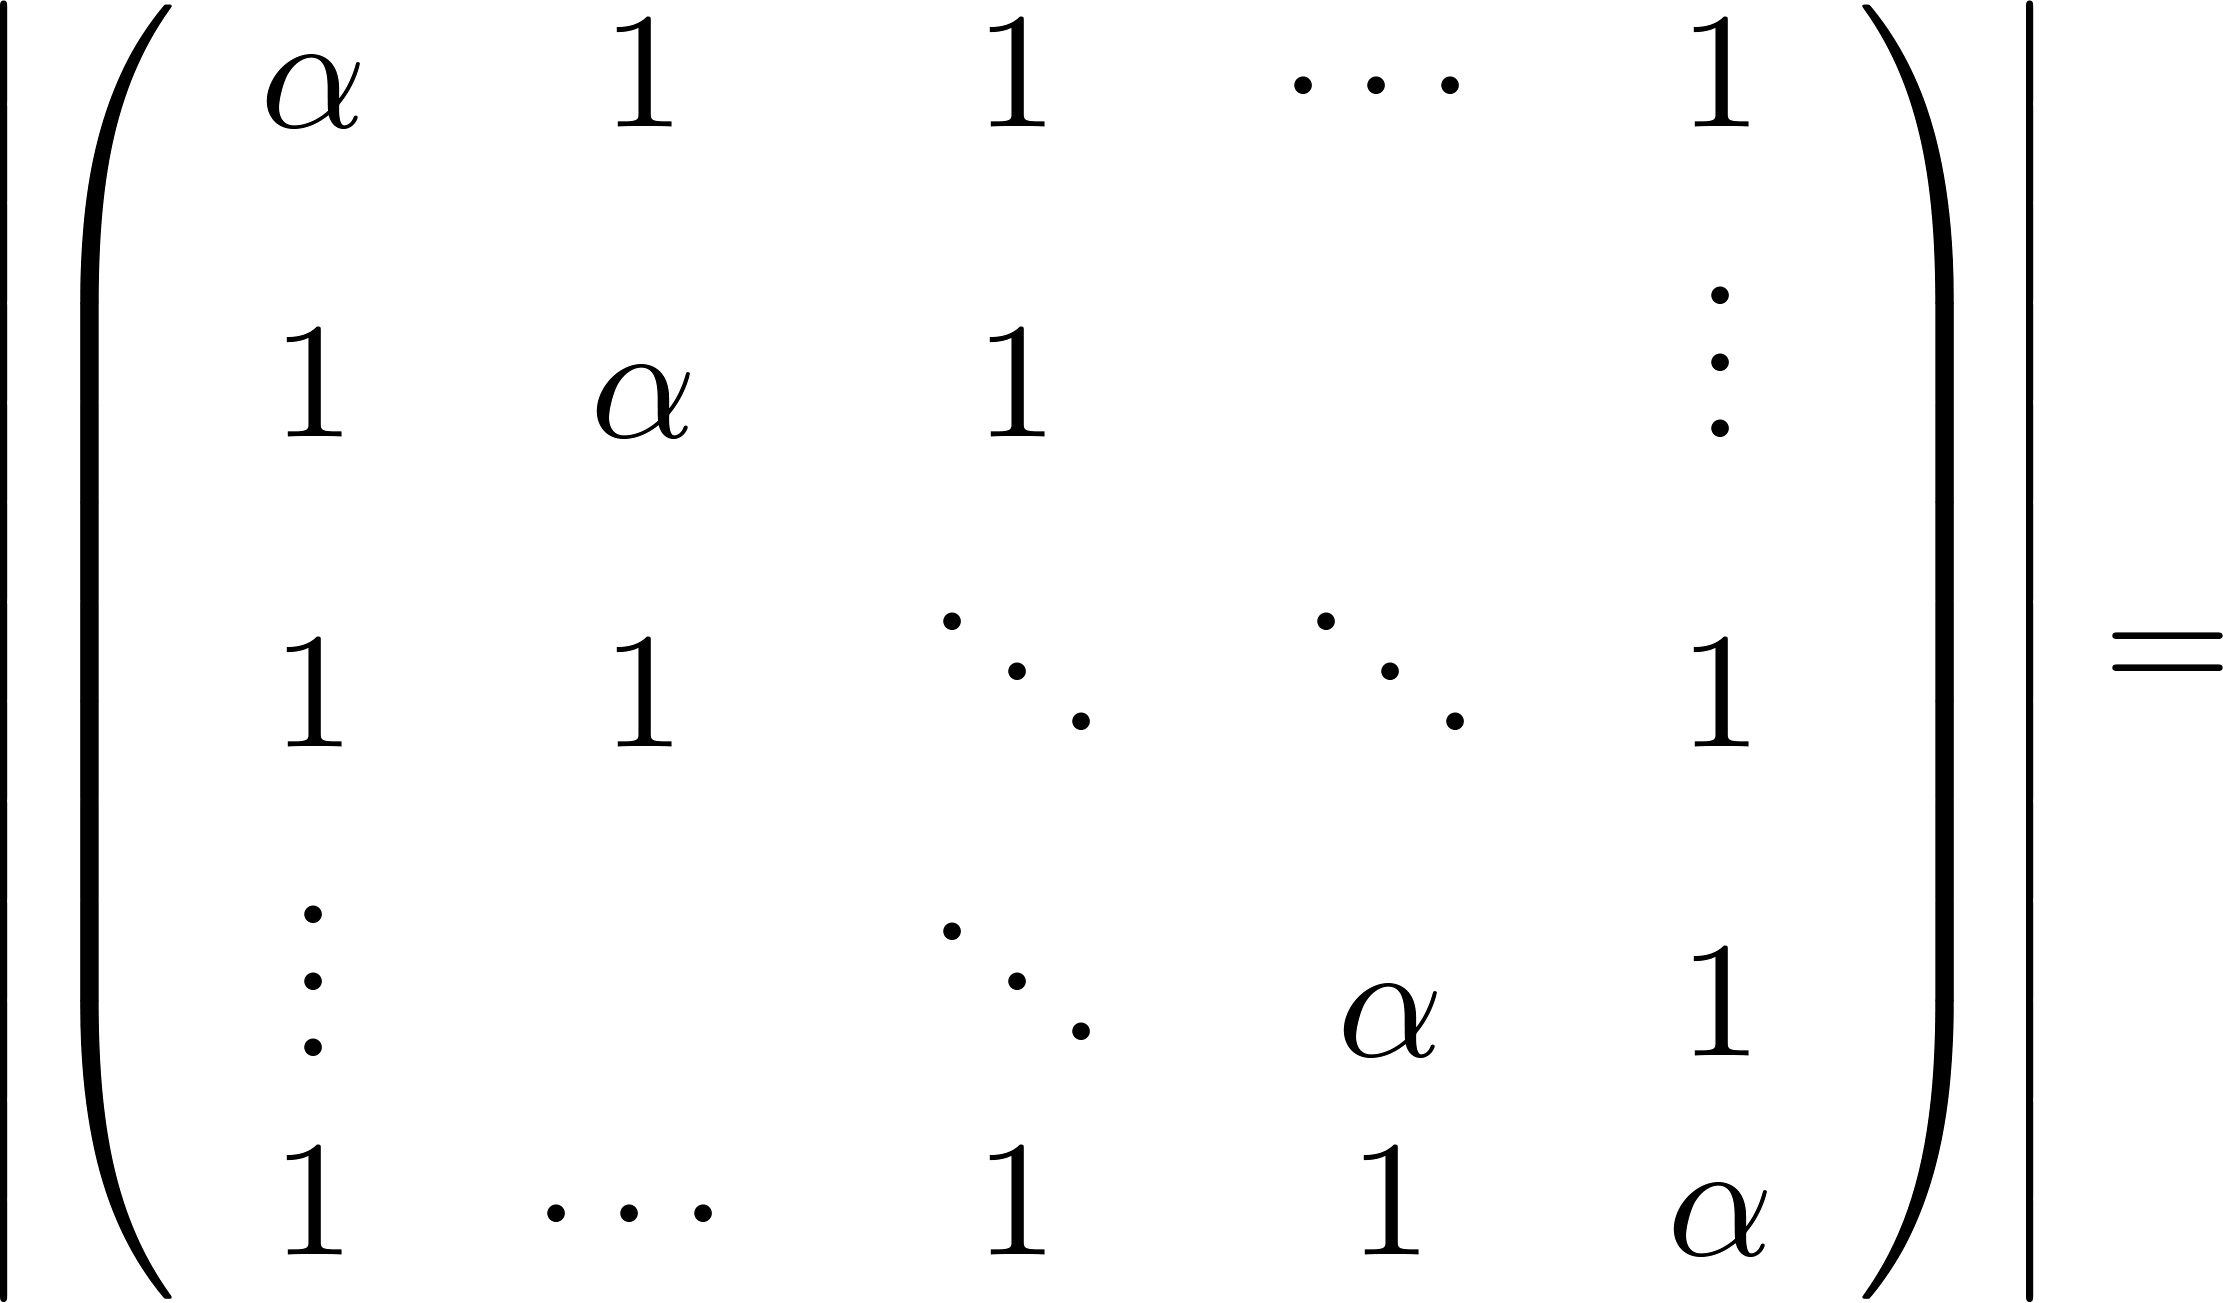 | ( α 1 1 ⋯ 1
1 α 1 ⋮
1 1 ⋱ ⋱ 1
⋮ ⋱ α 1
1 ⋯ 1 1 α ) | =